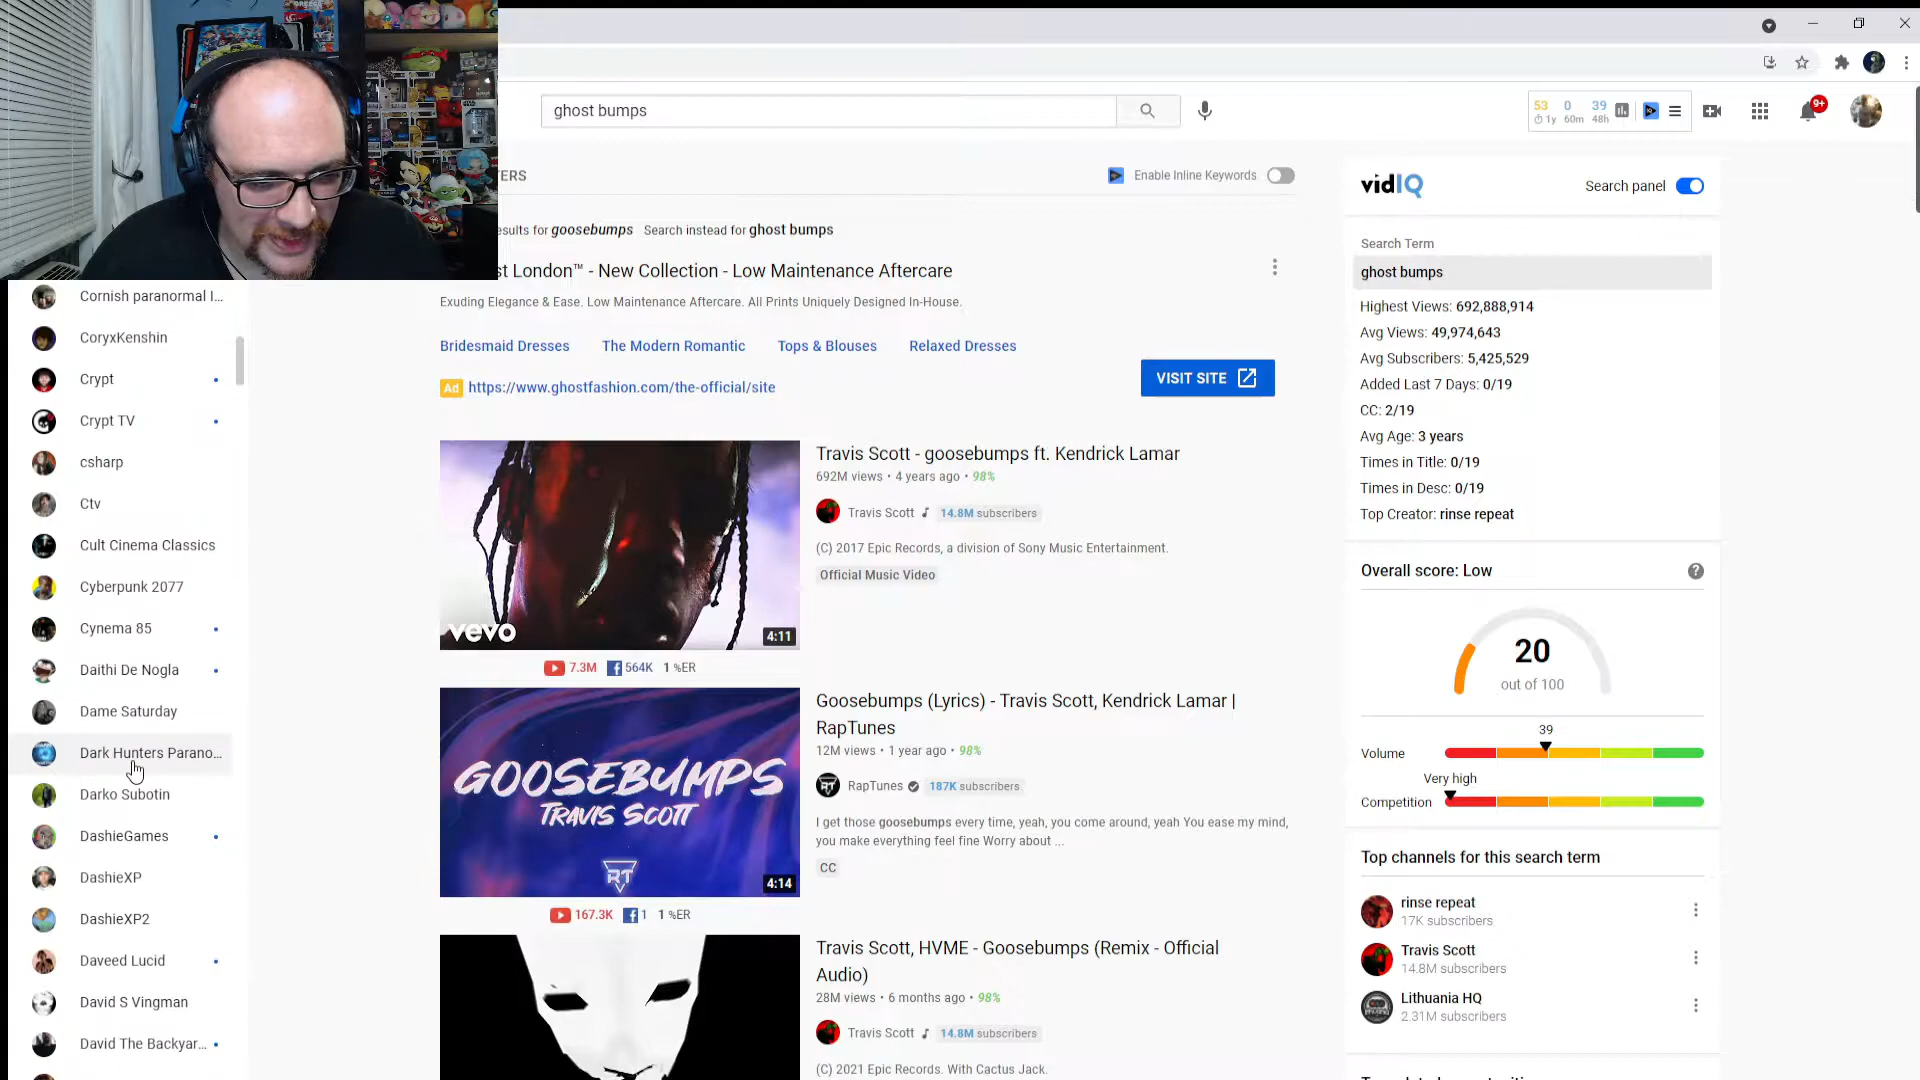 ghost bumps
53 0 39
1y 60m 48h
9+
ERS
Enable Inline Keywords
esults for goosebumps Search instead for ghost bumps
st London™ - New Collection - Low Maintenance Aftercare
Exuding Elegance & Ease. Low Maintenance Aftercare. All Prints Uniquely Designed In-House.
Bridesmaid Dresses The Modern Romantic Tops & Blouses Relaxed Dresses
Ad https://www.ghostfashion.com/the-official/site
VISIT SITE
Cornish paranormal I...
CoryxKenshin
Crypt
Crypt TV
csharp
Ctv
Cult Cinema Classics
Cyberpunk 2077
Cynema 85
Daithi De Nogla
Dame Saturday
Dark Hunters Parano...
Darko Subotin
DashieGames
DashieXP
DashieXP2
Daveed Lucid
David S Vingman
David The Backyar...
vevo
4:11
Travis Scott - goosebumps ft. Kendrick Lamar
692M views • 4 years ago • 98%
Travis Scott 14.8M subscribers
(C) 2017 Epic Records, a division of Sony Music Entertainment.
Official Music Video
7.3M 564K 1 %ER
GOOSEBUMPS
TRAVIS SCOTT
RT
4:14
Goosebumps (Lyrics) - Travis Scott, Kendrick Lamar |
RapTunes
12M views • 1 year ago • 98%
RapTunes 187K subscribers
I get those goosebumps every time, yeah, you come around, yeah You ease my mind,
you make everything feel fine Worry about ...
CC
167.3K 1 1 %ER
Travis Scott, HVME - Goosebumps (Remix - Official
Audio)
28M views • 6 months ago • 98%
Travis Scott 14.8M subscribers
(C) 2021 Epic Records. With Cactus Jack.
vidIQ
Search panel
Search Term
ghost bumps
Highest Views: 692,888,914
Avg Views: 49,974,643
Avg Subscribers: 5,425,529
Added Last 7 Days: 0/19
CC: 2/19
Avg Age: 3 years
Times in Title: 0/19
Times in Desc: 0/19
Top Creator: rinse repeat
Overall score: Low
?
20
out of 100
39
Volume
Very high
Competition
Top channels for this search term
rinse repeat
17K subscribers
Travis Scott
14.8M subscribers
Lithuania HQ
2.31M subscribers